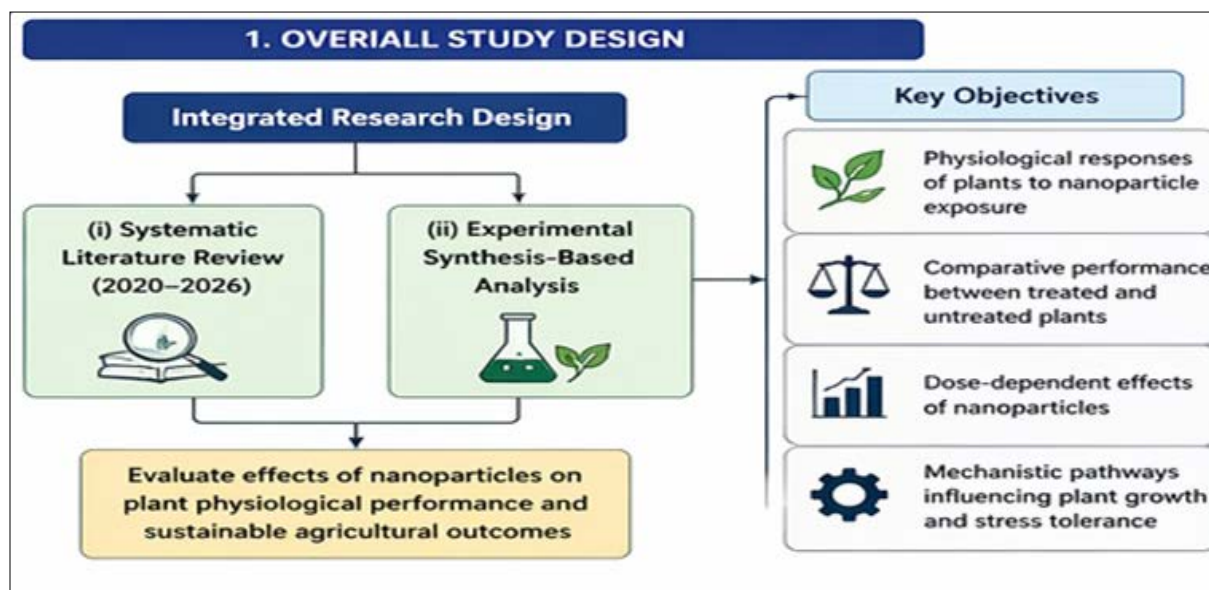 1. OVERIALL STUDY DESIGN
Integrated Research Design
(i) Systematic
Literature Review
(2020–2026)
(ii) Experimental
Synthesis-Based
Analysis
Evaluate effects of nanoparticles on
plant physiological performance and
sustainable agricultural outcomes
Key Objectives
Physiological responses
of plants to nanoparticle
exposure
Comparative performance
between treated and
untreated plants
Dose-dependent effects
of nanoparticles
Mechanistic pathways
influencing plant growth
and stress tolerance